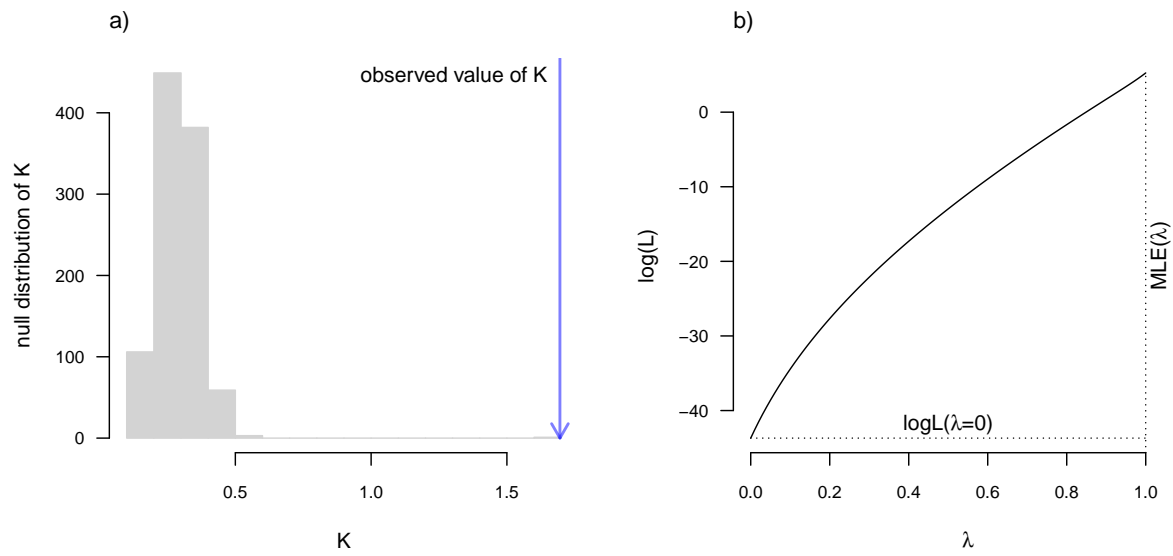 a)
observed value of K
null distribution of K
400
300
200
100
0
0.5 1.0 1.5
K
b)
log(L)
0
−10
−20
−30
−40
logL(λ=0)
MLE(λ)
0.0 0.2 0.4 0.6 0.8 1.0
λ